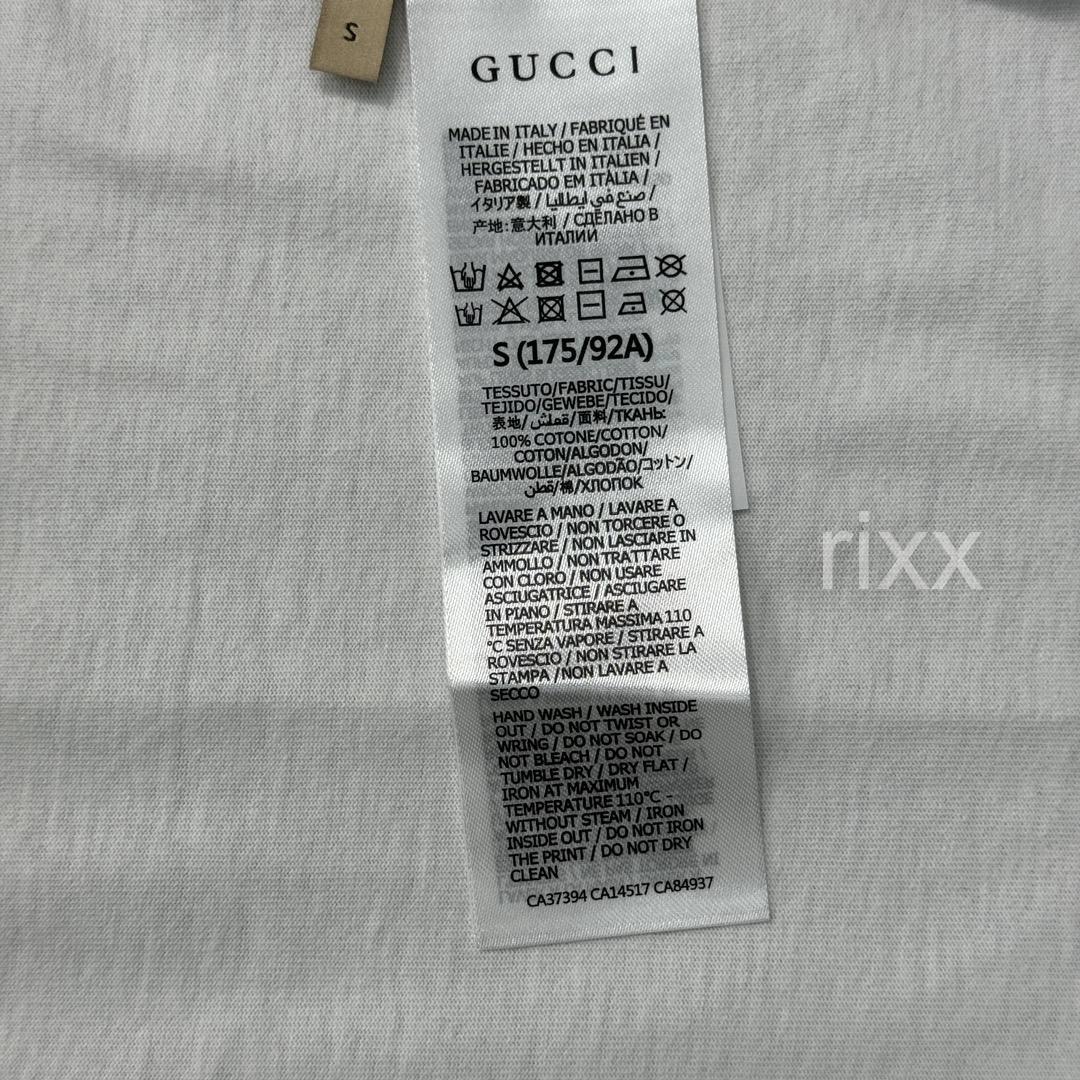 S
GUCCI
MADE IN ITALY / FABRIQUÉ EN
ITALIE / HECHO EN ITALIA /
HERGESTELLT IN ITALIEN /
FABRICADO EM ITÀLIA /
イタリア製 / صنع في ايطاليا /
产地：意大利 / СДЕЛАНО В
ИТАЛИИ
S (175/92A)
TESSUTO/FABRIC/TISSU/
TEJIDO/GEWEBE/TECIDO/
表地/قملش/面料/ТКАНЬ:
100% COTONE/COTTON/
COTON/ALGODON/
BAUMWOLLE/ALGODÃO/コットン/
قطن/棉/ХЛОПОК
LAVARE A MANO / LAVARE A
ROVESCIO / NON TORCERE O
STRIZZARE / NON LASCIARE IN
AMMOLLO / NON TRATTARE
CON CLORO / NON USARE
ASCIUGATRICE / ASCIUGARE
IN PIANO / STIRARE A
TEMPERATURA MASSIMA 110
°C SENZA VAPORE / STIRARE A
ROVESCIO / NON STIRARE LA
STAMPA /NON LAVARE A
SECCO
HAND WASH / WASH INSIDE
OUT / DO NOT TWIST OR
WRING / DO NOT SOAK / DO
NOT BLEACH / DO NOT
TUMBLE DRY / DRY FLAT /
IRON AT MAXIMUM
TEMPERATURE 110°C -
WITHOUT STEAM / IRON
INSIDE OUT / DO NOT IRON
THE PRINT / DO NOT DRY
CLEAN
CA37394 CA14517 CA84937
rixx